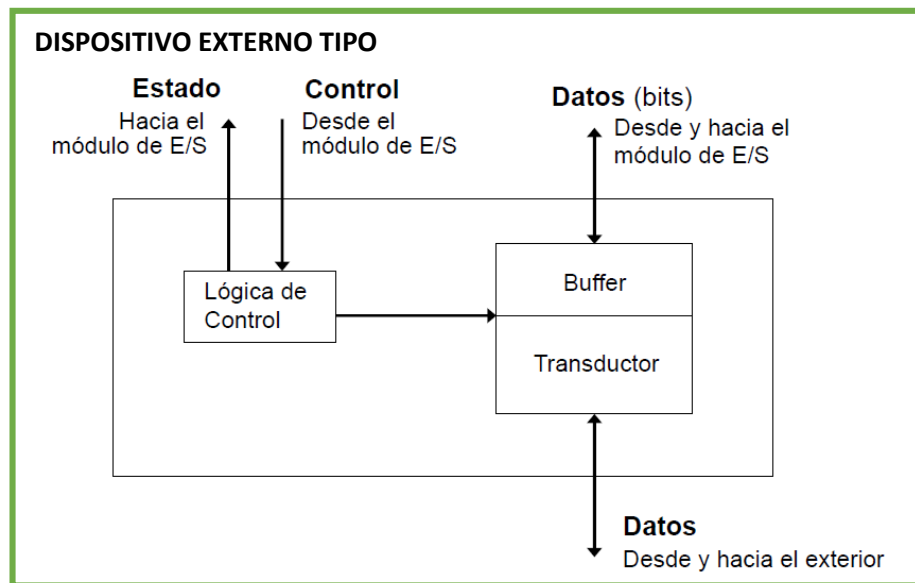 DISPOSITIVO EXTERNO TIPO
Estado
Hacia el
módulo de E/S
Control
Desde el
módulo de E/S
Datos (bits)
Desde y hacia el
módulo de E/S
Lógica de
Control
Buffer
Transductor
Datos
Desde y hacia el exterior